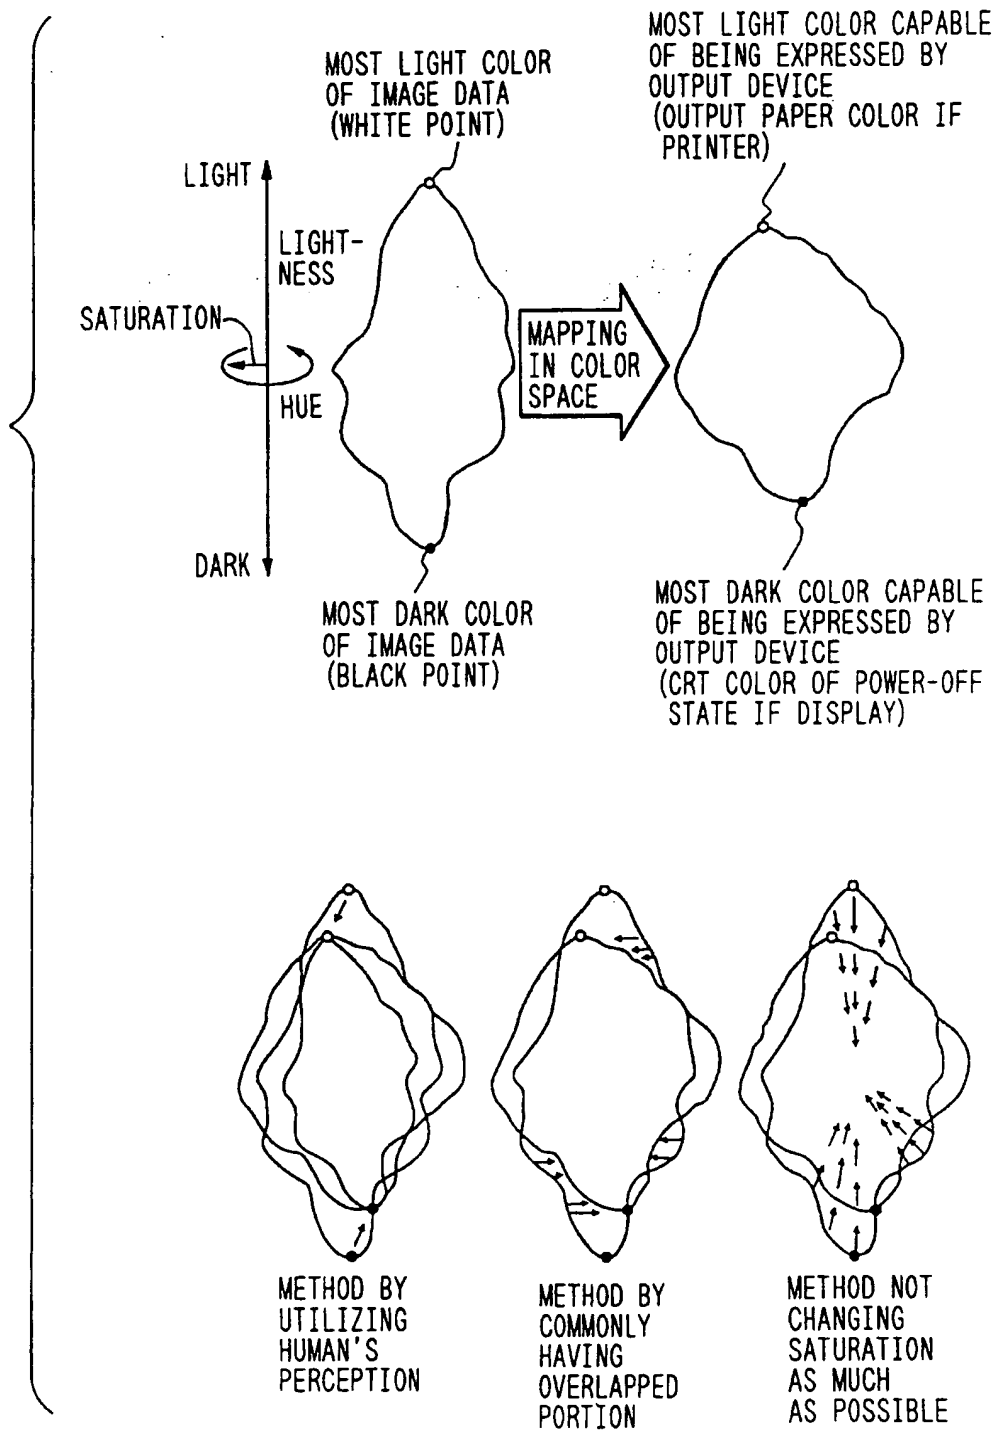 MOST LIGHT COLOR
OF IMAGE DATA
(WHITE POINT)
MOST LIGHT COLOR CAPABLE
OF BEING EXPRESSED BY
OUTPUT DEVICE
(OUTPUT PAPER COLOR IF
PRINTER)
LIGHT
LIGHT-
NESS
SATURATION
HUE
DARK
MAPPING
IN COLOR
SPACE
MOST DARK COLOR
OF IMAGE DATA
(BLACK POINT)
MOST DARK COLOR CAPABLE
OF BEING EXPRESSED BY
OUTPUT DEVICE
(CRT COLOR OF POWER-OFF
STATE IF DISPLAY)
METHOD BY
UTILIZING
HUMAN'S
PERCEPTION
METHOD BY
COMMONLY
HAVING
OVERLAPPED
PORTION
METHOD NOT
CHANGING
SATURATION
AS MUCH
AS POSSIBLE